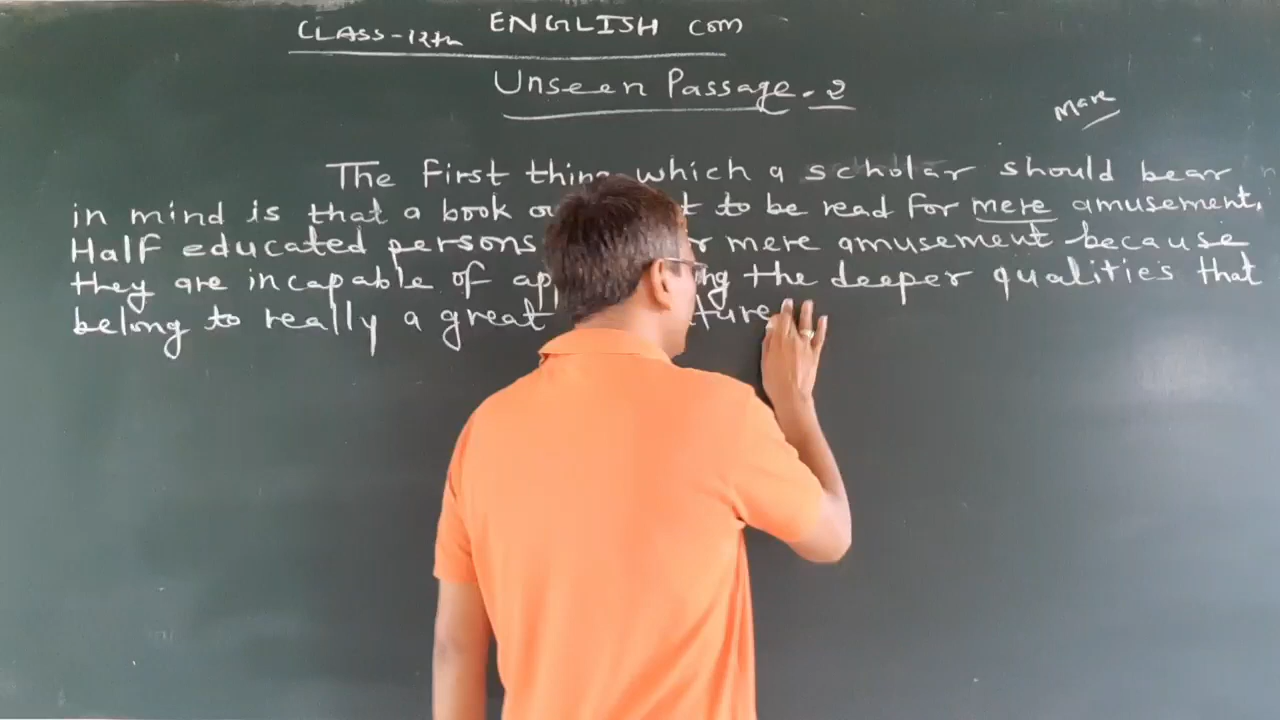 CLASS-12th ENGLISH com
Unseen Passage. 2
Mare
The first thing which a scholar should bear
in mind is that a book to be read for mere amusement.
Half educated persons mere amusement because
they are incapable of the deeper qualities that
belong to really a great